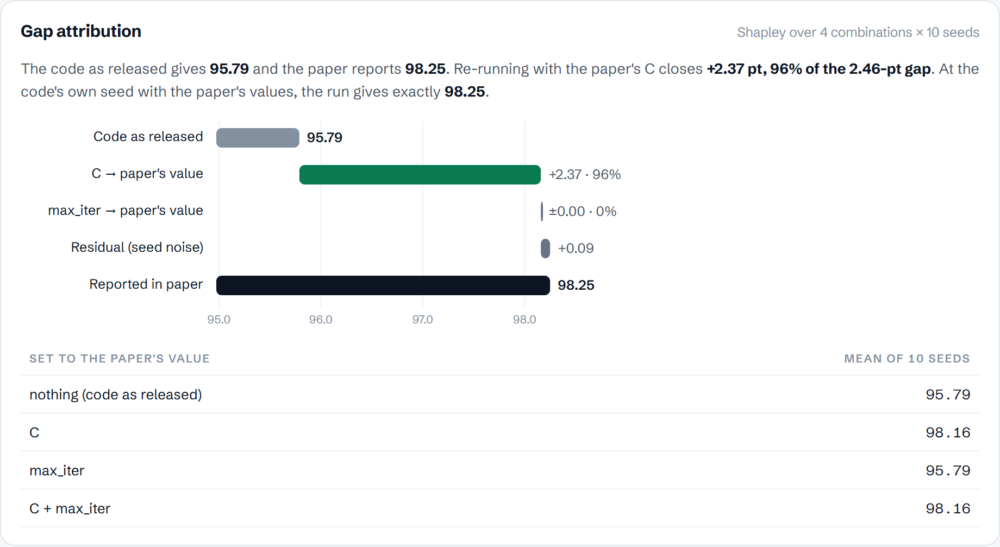 Gap attribution
Shapley over 4 combinations × 10 seeds
The code as released gives 95.79 and the paper reports 98.25. Re-running with the paper's C closes +2.37 pt, 96% of the 2.46-pt gap. At the
code's own seed with the paper's values, the run gives exactly 98.25.
Code as released 95.79
C → paper's value +2.37 · 96%
max_iter → paper's value ±0.00 · 0%
Residual (seed noise) +0.09
Reported in paper 98.25
95.0 96.0 97.0 98.0
SET TO THE PAPER'S VALUE MEAN OF 10 SEEDS
nothing (code as released) 95.79
C 98.16
max_iter 95.79
C + max_iter 98.16